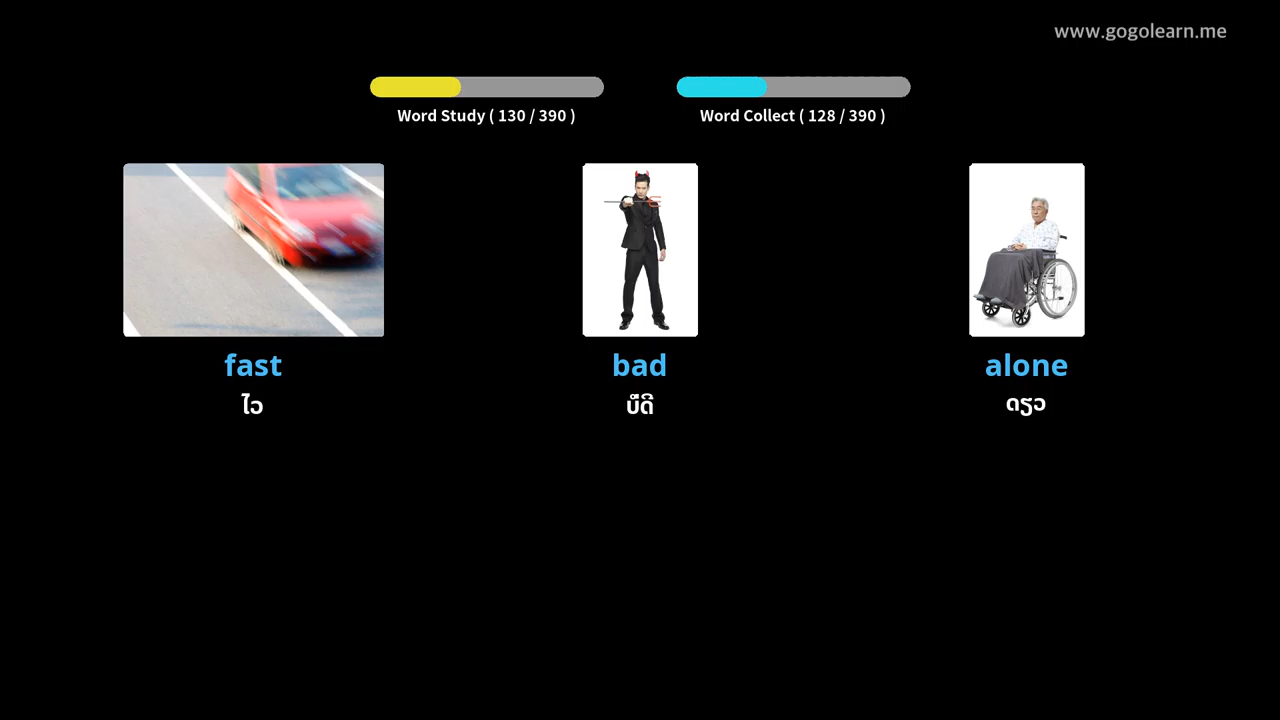 www.gogolearn.me
Word Study ( 130 / 390 )
Word Collect ( 128 / 390 )
fast
bad
alone
ໄວ
ບໍ່ດີ
ດຽວ